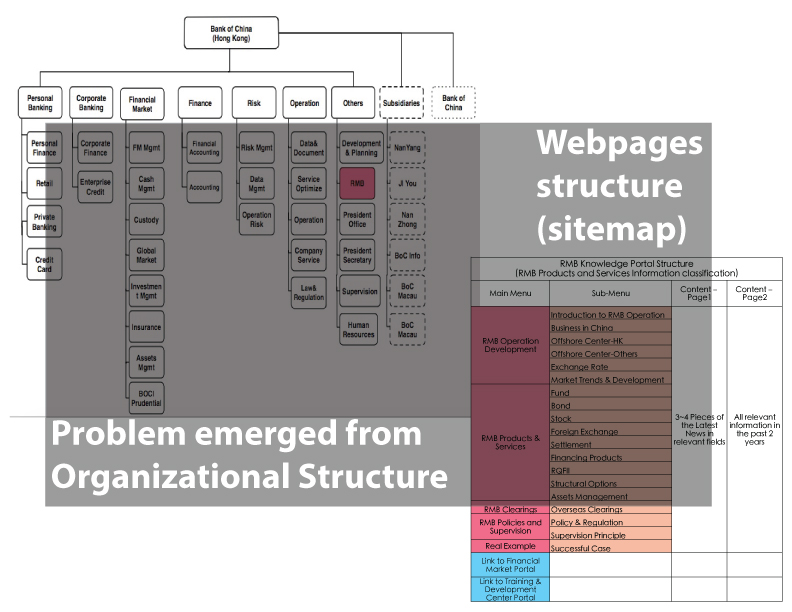 Bank of China
(Hong Kong)
Personal
Banking
Corporate
Banking
Financial
Market
Finance
Risk
Operation
Others
Subsidiaries
Bank of
China
Personal
Finance
Retail
Private
Banking
Credit
Card
Corporate
Finance
Enterprise
Credit
FM Mgmt
Cash
Mgmt
Custody
Global
Market
Investmen
t Mgmt
Insurance
Assets
Mgmt
BOCI
Prudential
Financial
Accounting
Accounting
Risk Mgmt
Data
Mgmt
Operation
Risk
Data&
Document
Service
Optimize
Operation
Company
Service
Law&
Regulation
Development
& Planning
RMB
President
Office
President
Secretary
Supervision
Human
Resources
NanYang
JI You
Nan
Zhong
BoC Info
BoC
Macau
BoC
Macau
Webpages
structure
(sitemap)
Problem emerged from
Organizational Structure
RMB Knowledge Portal Structure
(RMB Products and Services Information classification)
Main Menu
Sub-Menu
Content –
Page1
Content –
Page2
RMB Operation
Development
Introduction to RMB Operation
Business in China
Offshore Center-HK
Offshore Center-Others
Exchange Rate
Market Trends & Development
RMB Products &
Services
Fund
Bond
Stock
Foreign Exchange
Settlement
Financing Products
RQFII
Structural Options
Assets Management
3~4 Pieces of
the Latest
News in
relevant fields
All relevant
information in
the past 2
years
RMB Clearings
Overseas Clearings
RMB Policies and
Supervision
Policy & Regulation
Supervision Principle
Real Example
Successful Case
Link to Financial
Market Portal
Link to Training &
Development
Center Portal